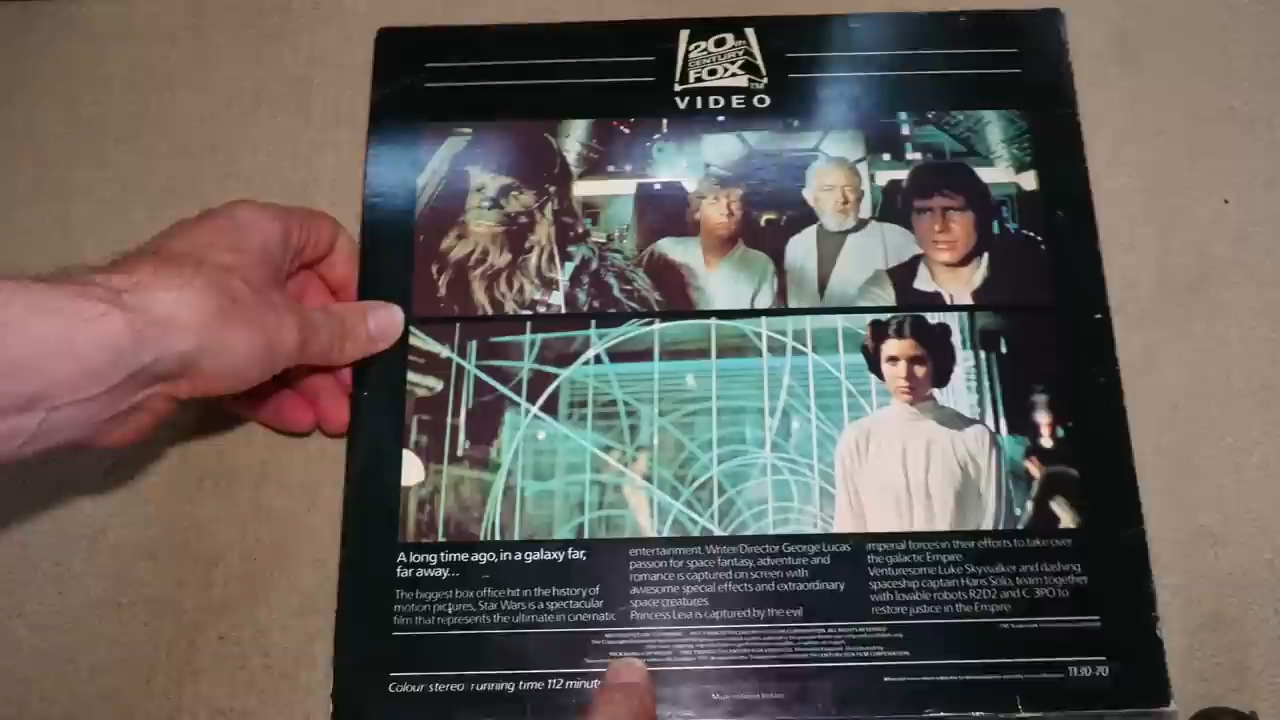 20th
CENTURY
FOX
TM
VIDEO
A long time ago, in a galaxy far,
far away...
The biggest box office hit in the history of
motion pictures, Star Wars is a spectacular
film that represents the ultimate in cinematic
entertainment. Writer/Director George Lucas'
passion for space fantasy, adventure and
romance is captured on screen with
awesome special effects and extraordinary
space creatures.
Princess Leia is captured by the evil
imperial forces in their efforts to take over
the galactic Empire.
Venturesome Luke Skywalker and dashing
spaceship captain Hans Solo, team together
with lovable robots R2D2 and C 3PO to
restore justice in the Empire.
Colour stereo running time 112 minut
1130-70